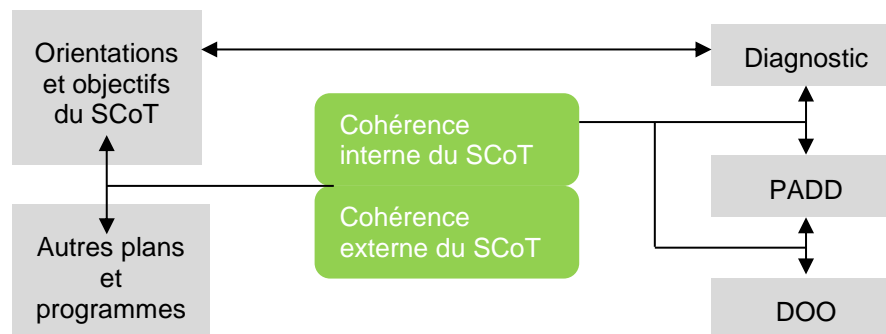 Orientations
et objectifs
du SCoT
Diagnostic
Cohérence
interne du SCoT
PADD
Cohérence
externe du SCoT
Autres plans
et
programmes
DOO